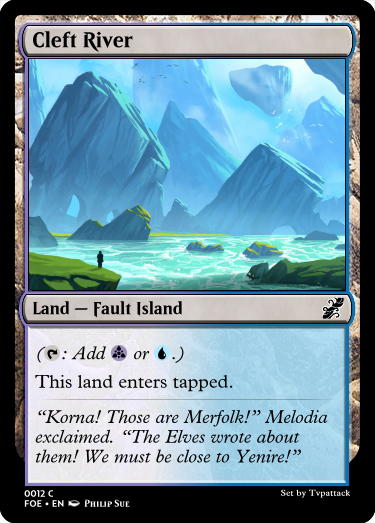 Cleft River
Land — Fault Island
(: Add or .)
This land enters tapped.
“Korna! Those are Merfolk!” Melodia
exclaimed. “The Elves wrote about
them! We must be close to Yenire!”
0012 C
FOE • EN Philip Sue
Set by Tvpattack